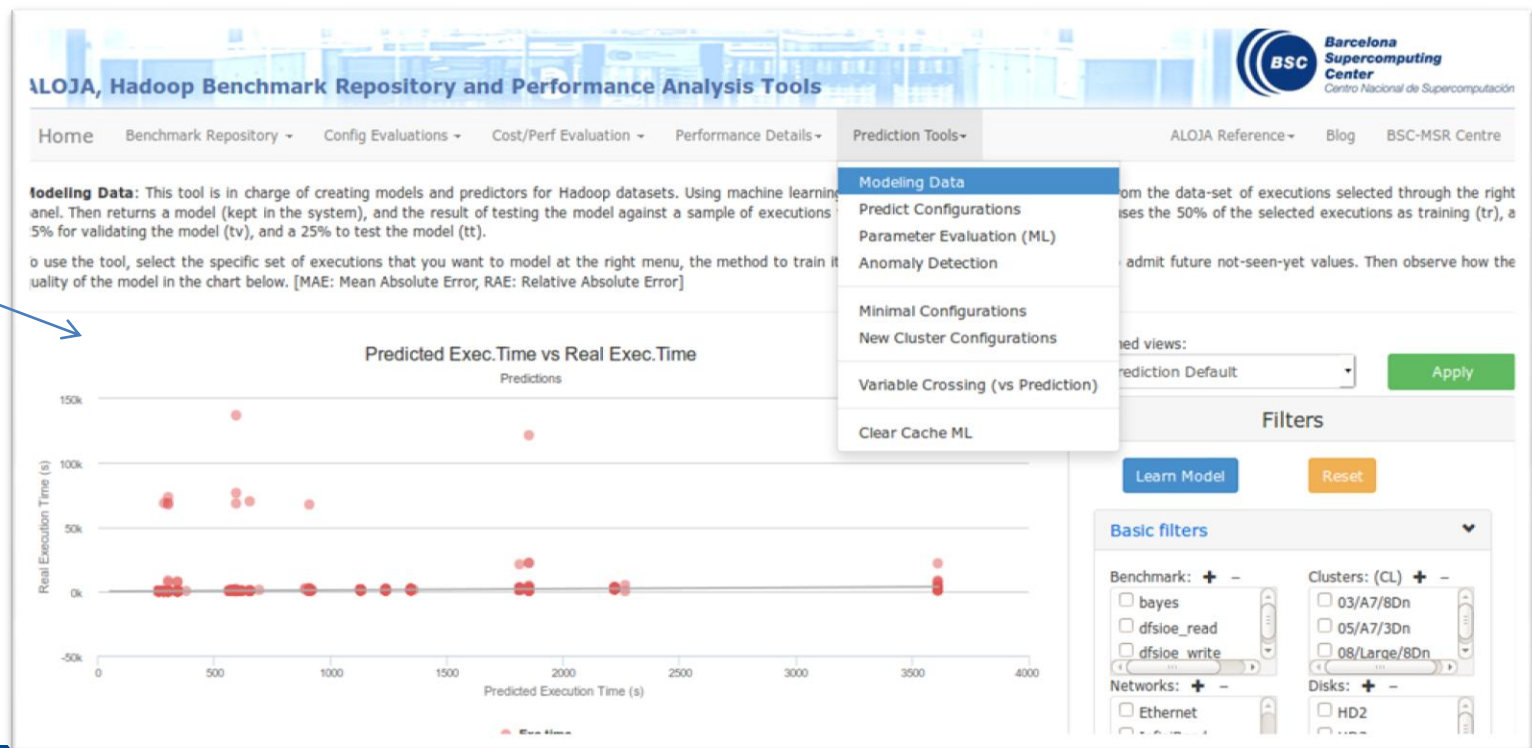 ALOJA, Hadoop Benchmark Repository and Performance Analysis Tools
BSC
Barcelona
Supercomputing
Center
Centro Nacional de Supercomputación
Home Benchmark Repository Config Evaluations Cost/Perf Evaluation Performance Details Prediction Tools ALOJA Reference Blog BSC-MSR Centre
Modeling Data: This tool is in charge of creating models and predictors for Hadoop datasets. Using machine learning
from the data-set of executions selected through the right
panel. Then returns a model (kept in the system), and the result of testing the model against a sample of executions
uses the 50% of the selected executions as training (tr), a
25% for validating the model (tv), and a 25% to test the model (tt).
To use the tool, select the specific set of executions that you want to model at the right menu, the method to train it
admit future not-seen-yet values. Then observe how the
quality of the model in the chart below. [MAE: Mean Absolute Error, RAE: Relative Absolute Error]
Modeling Data
Predict Configurations
Parameter Evaluation (ML)
Anomaly Detection
Minimal Configurations
New Cluster Configurations
Variable Crossing (vs Prediction)
Clear Cache ML
Predicted Exec.Time vs Real Exec.Time
Predictions
150k
100k
50k
0k
-50k
Real Execution Time (s)
0 500 1000 1500 2000 2500 3000 3500 4000
Predicted Execution Time (s)
Exe.time
views:
Prediction Default
Apply
Filters
Learn Model Reset
Basic filters
Benchmark: + - Clusters: (CL) + -
bayes 03/A7/8Dn
dfsioe_read 05/A7/3Dn
dfsioe_write 08/Large/8Dn
Networks: + - Disks: + -
Ethernet HD2